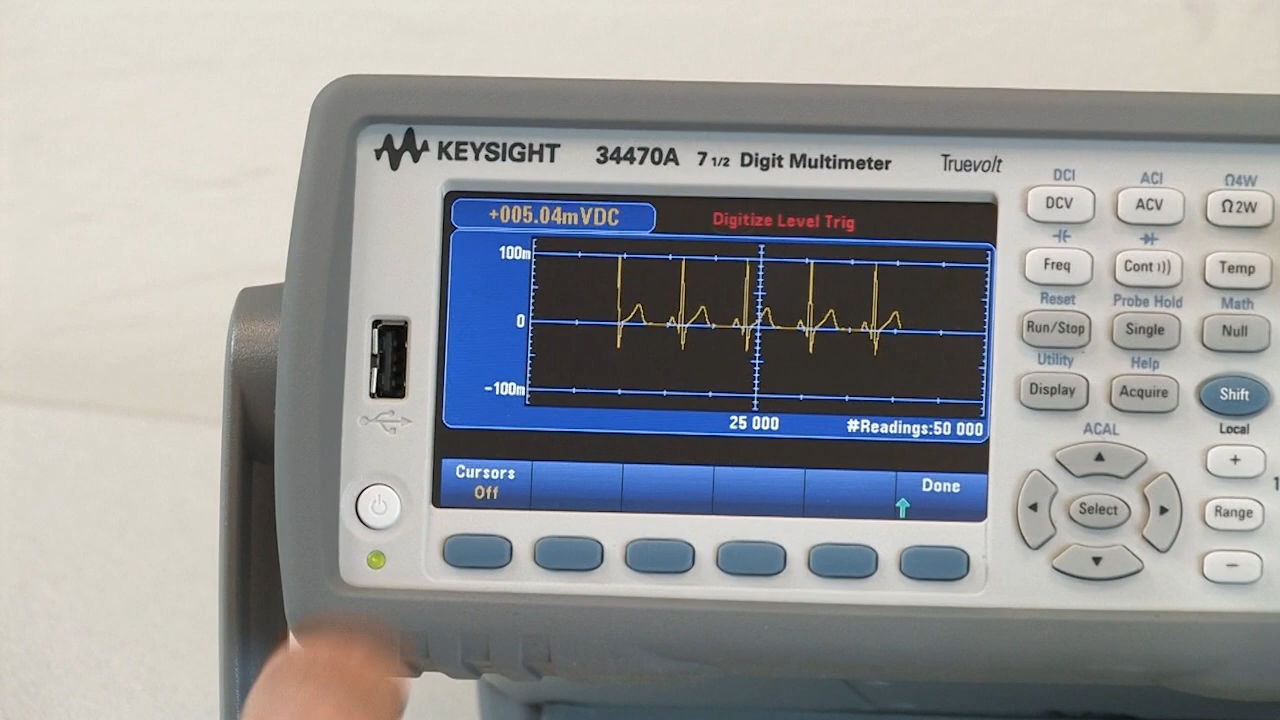 KEYSIGHT 34470A 7 1/2 Digit Multimeter Truevolt
+005.04mVDC Digitize Level Trig
100m
0
-100m
25 000 #Readings:50 000
Cursors
Off
Done
DCI ACI Ω4W
DCV ACV Ω2W
Freq Cont Temp
Reset Probe Hold Math
Run/Stop Single Null
Utility Help
Display Acquire Shift
ACAL Local
+
Select Range
−